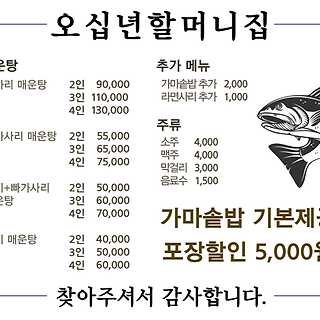 오십년할머니집
운탕
사리 매운탕 2인 90,000
3인 110,000
4인 130,000
가사리 매운탕 2인 55,000
3인 65,000
4인 75,000
|+빠가사리 2인 50,000
운탕 3인 60,000
4인 70,000
매운탕 2인 40,000
3인 50,000
4인 60,000
추가 메뉴
가마솥밥 추가 2,000
라면사리 추가 1,000
주류
소주 4,000
맥주 4,000
막걸리 3,000
음료수 1,500
가마솥밥 기본제공
포장할인 5,000원
찾아주셔서 감사합니다.